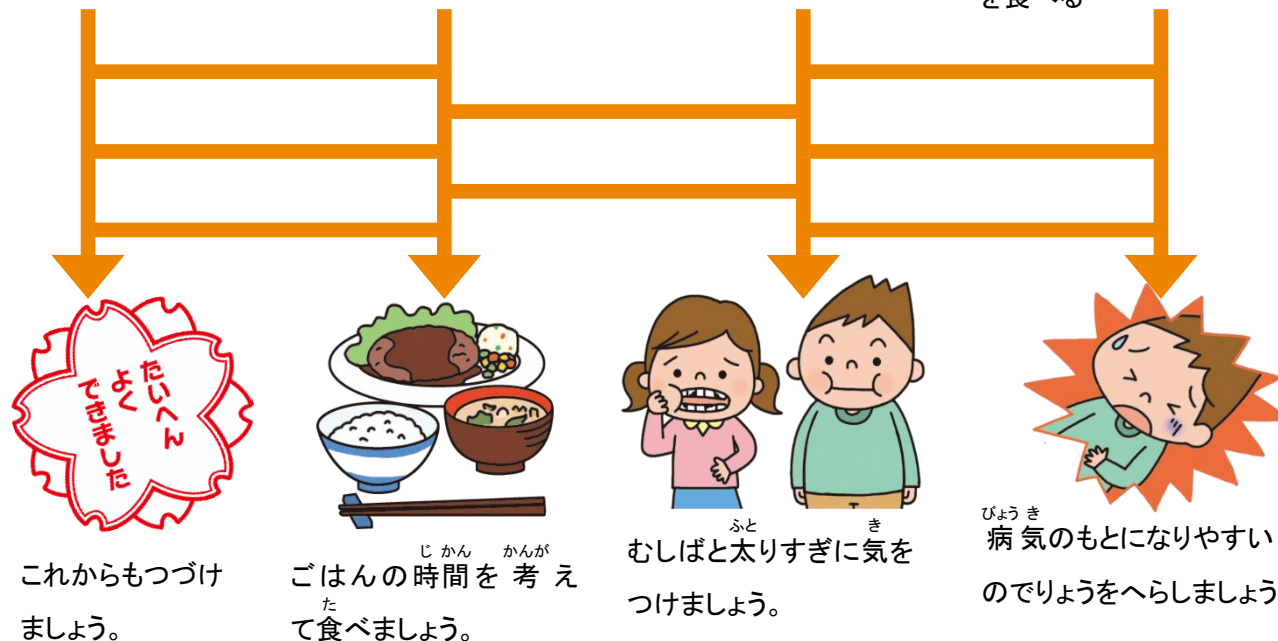 を食べる
たいへん
よく
できました
これからもつづけ
ましょう。
じ かん かんが
ごはんの時間を 考 え
た
て食べましょう。
ふと き
むしばと太りすぎに気を
つけましょう。
びょう き
病 気のもとになりやすい
のでりょうをへらしましょう